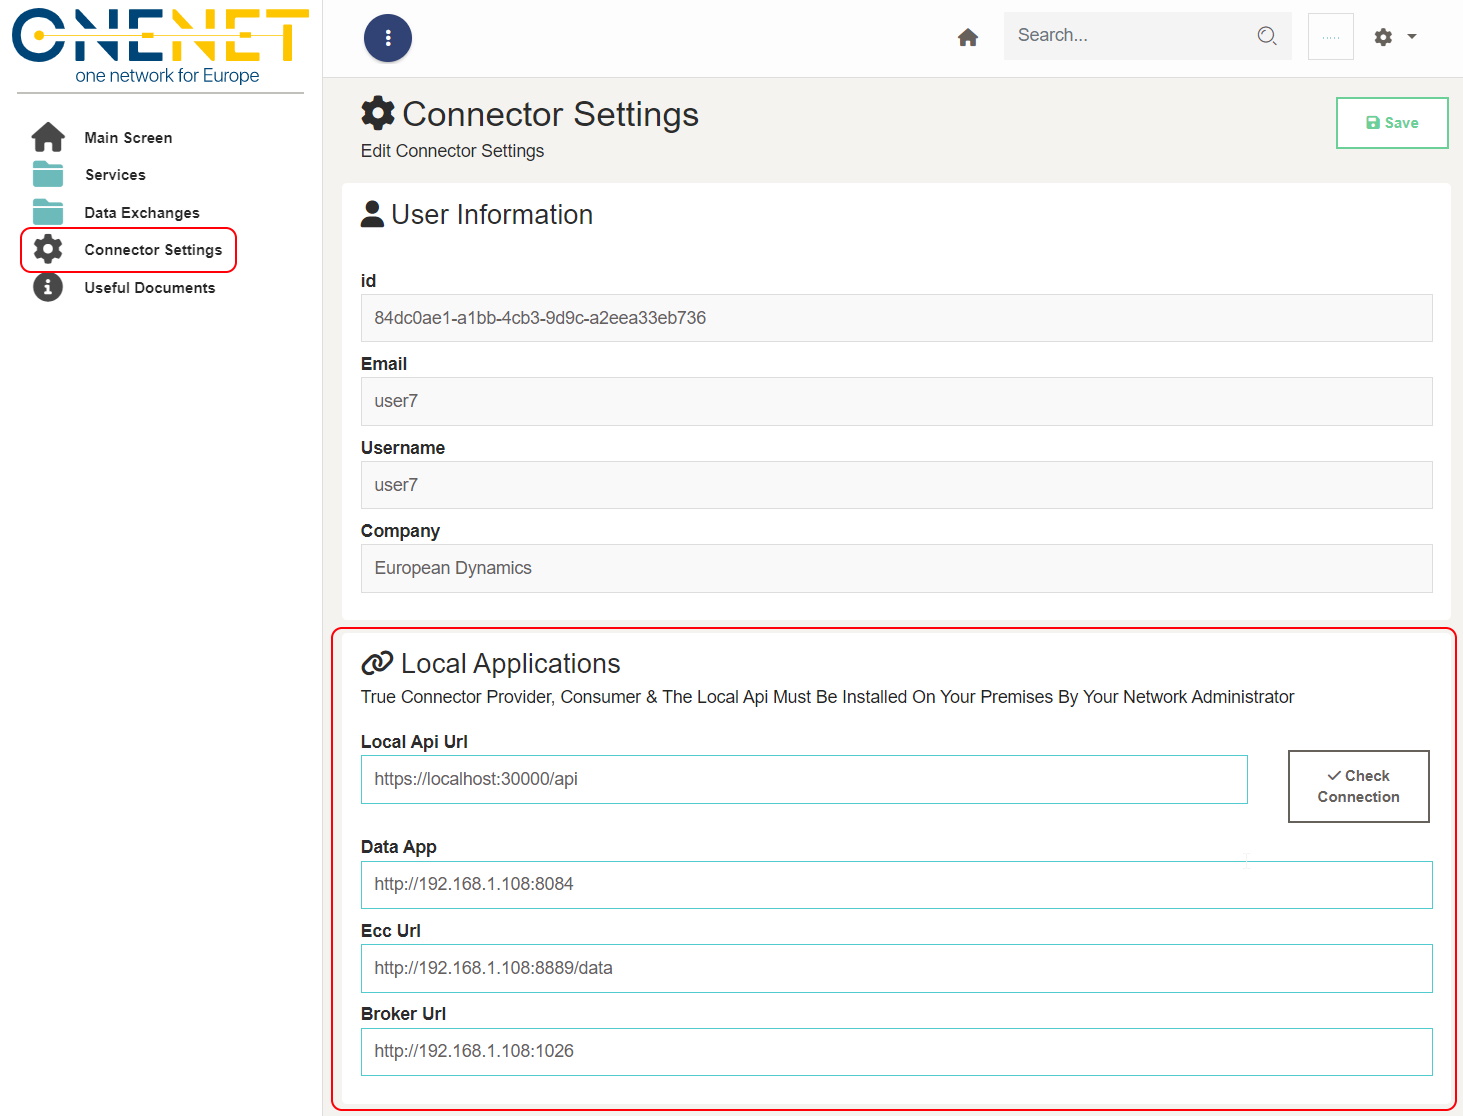 ONENET
one network for Europe
Main Screen
Services
Data Exchanges
Connector Settings
Useful Documents
Search...
.....
Connector Settings
Edit Connector Settings
Save
User Information
id
84dc0ae1-a1bb-4cb3-9d9c-a2eea33eb736
Email
user7
Username
user7
Company
European Dynamics
Local Applications
True Connector Provider, Consumer & The Local Api Must Be Installed On Your Premises By Your Network Administrator
Local Api Url
https://localhost:30000/api
Check
Connection
Data App
http://192.168.1.108:8084
Ecc Url
http://192.168.1.108:8889/data
Broker Url
http://192.168.1.108:1026